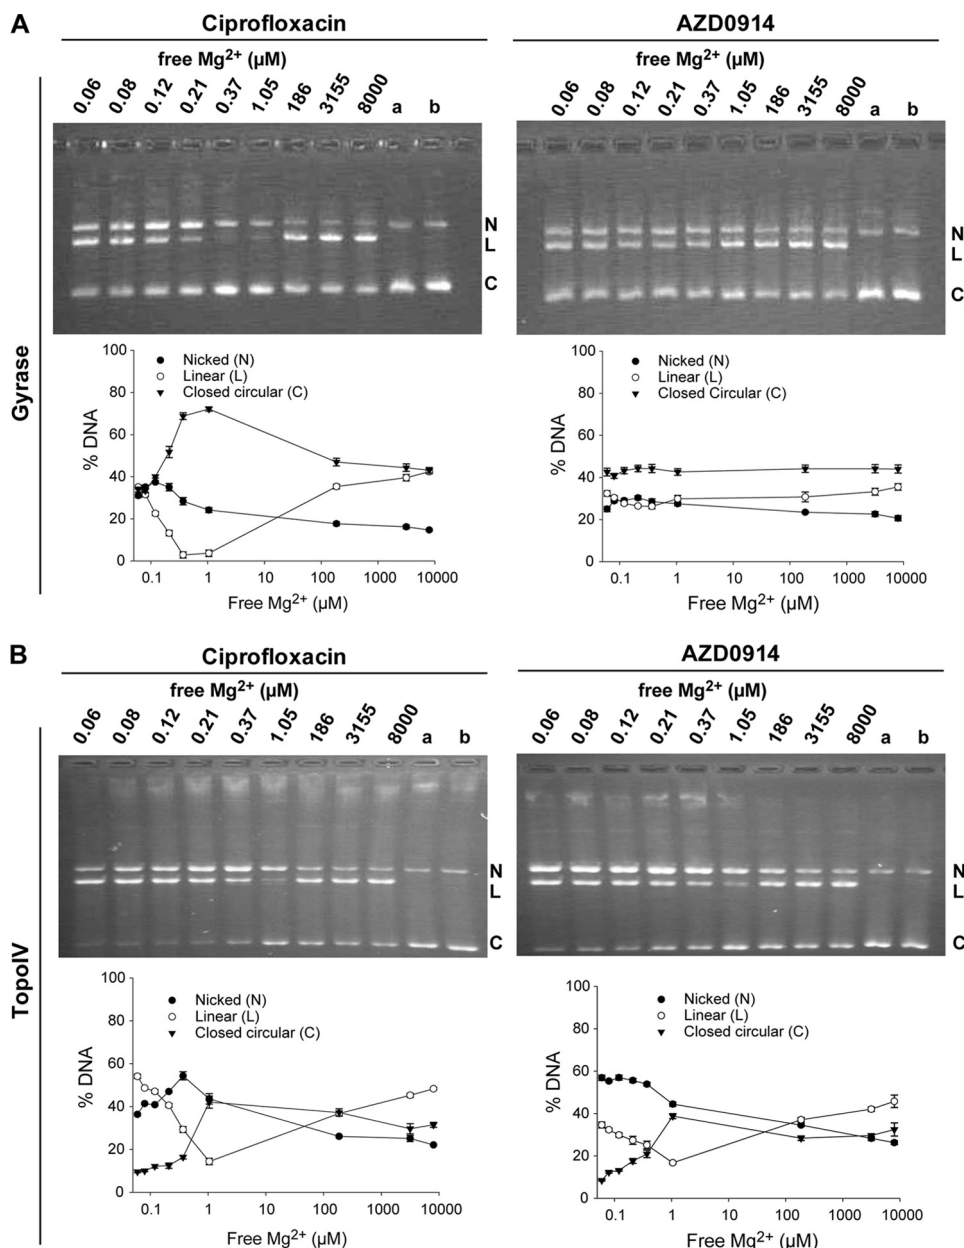 A
Ciprofloxacin
AZD0914
free Mg2+ (µM)
free Mg2+ (µM)
0.06 0.08 0.12 0.21 0.37 1.05 186 3155 8000 a b
0.06 0.08 0.12 0.21 0.37 1.05 186 3155 8000 a b
N
L
C
N
L
C
Gyrase
Nicked (N)
Linear (L)
Closed circular (C)
% DNA
100
80
60
40
20
0
0.1 1 10 100 1000 10000
Free Mg2+ (µM)
Nicked (N)
Linear (L)
Closed Circular (C)
% DNA
100
80
60
40
20
0
0.1 1 10 100 1000 10000
Free Mg2+ (µM)
B
Ciprofloxacin
AZD0914
free Mg2+ (µM)
free Mg2+ (µM)
0.06 0.08 0.12 0.21 0.37 1.05 186 3155 8000 a b
0.06 0.08 0.12 0.21 0.37 1.05 186 3155 8000 a b
N
L
C
N
L
C
TopoIV
Nicked (N)
Linear (L)
Closed circular (C)
% DNA
100
80
60
40
20
0
0.1 1 10 100 1000 10000
Free Mg2+ (µM)
Nicked (N)
Linear (L)
Closed circular (C)
% DNA
100
80
60
40
20
0
0.1 1 10 100 1000 10000
Free Mg2+ (µM)